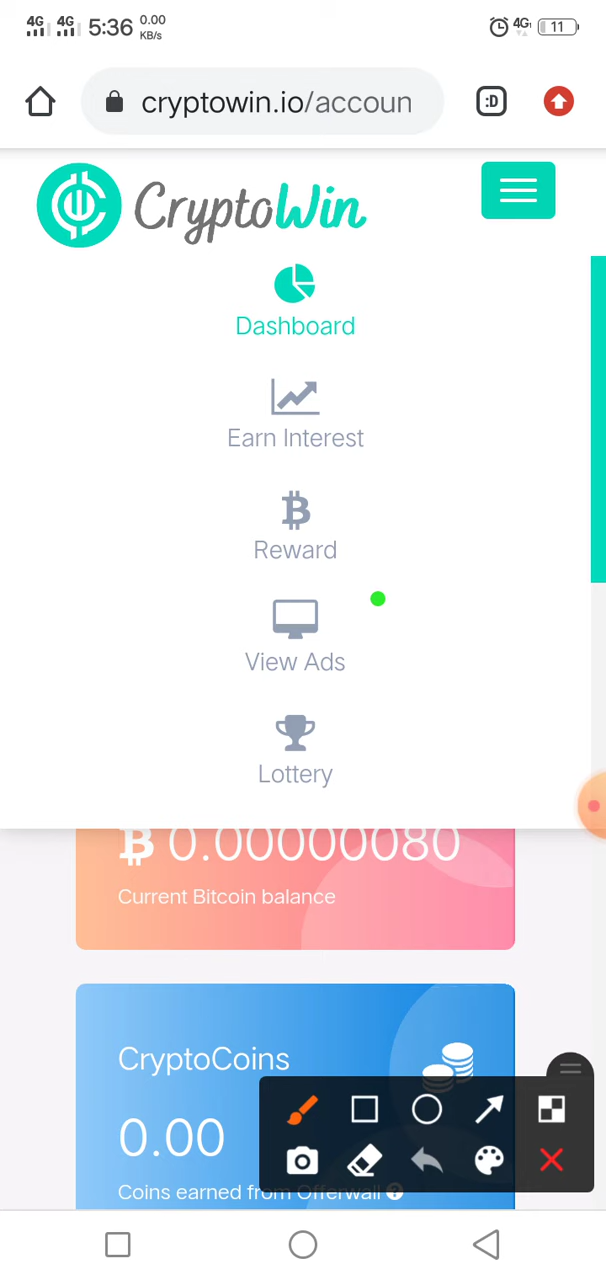 4G 4G 5:36 0.00 KB/s 4G 11
cryptowin.io/accoun :D
CryptoWin
Dashboard
Earn Interest
Reward
View Ads
Lottery
0.00000080
Current Bitcoin balance
CryptoCoins
0.00
Coins earned from Offerwall ?